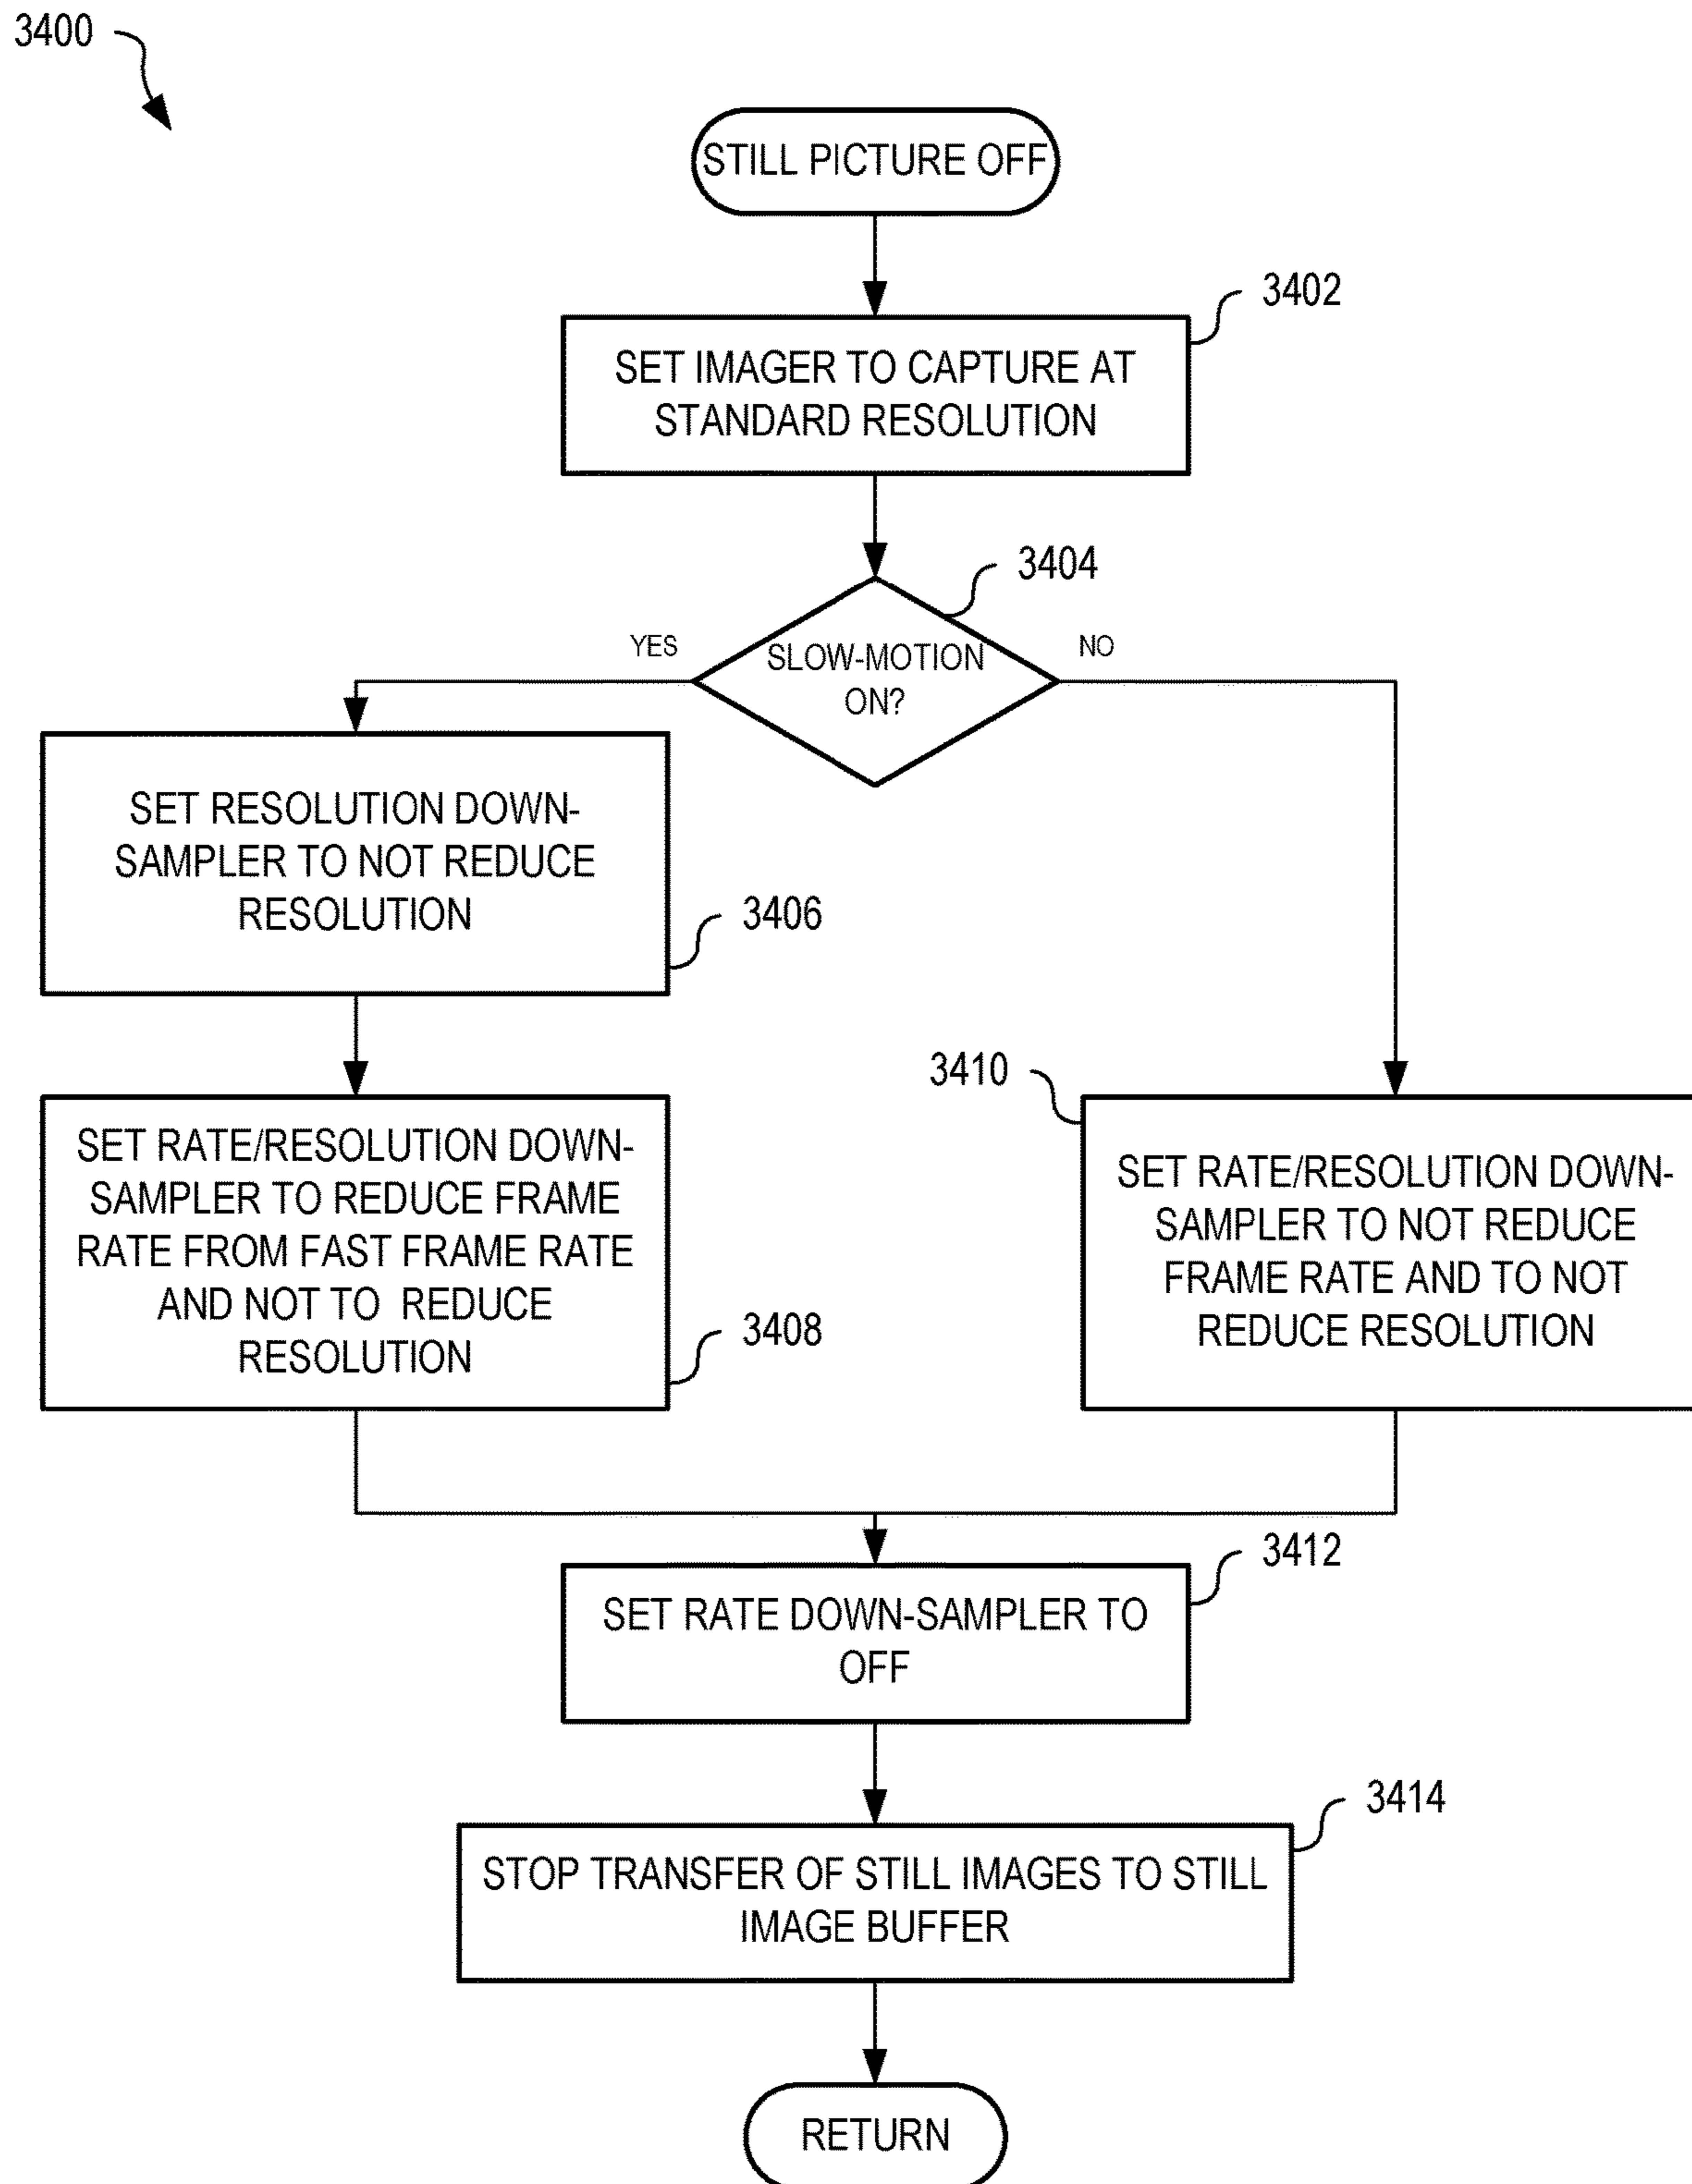 3400
STILL PICTURE OFF
3402
SET IMAGER TO CAPTURE AT
STANDARD RESOLUTION
3404
YES
SLOW-MOTION
ON?
NO
SET RESOLUTION DOWN-
SAMPLER TO NOT REDUCE
RESOLUTION
3406
SET RATE/RESOLUTION DOWN-
SAMPLER TO REDUCE FRAME
RATE FROM FAST FRAME RATE
AND NOT TO  REDUCE
RESOLUTION
3408
3410
SET RATE/RESOLUTION DOWN-
SAMPLER TO NOT REDUCE
FRAME RATE AND TO NOT
REDUCE RESOLUTION
3412
SET RATE DOWN-SAMPLER TO
OFF
3414
STOP TRANSFER OF STILL IMAGES TO STILL
IMAGE BUFFER
RETURN